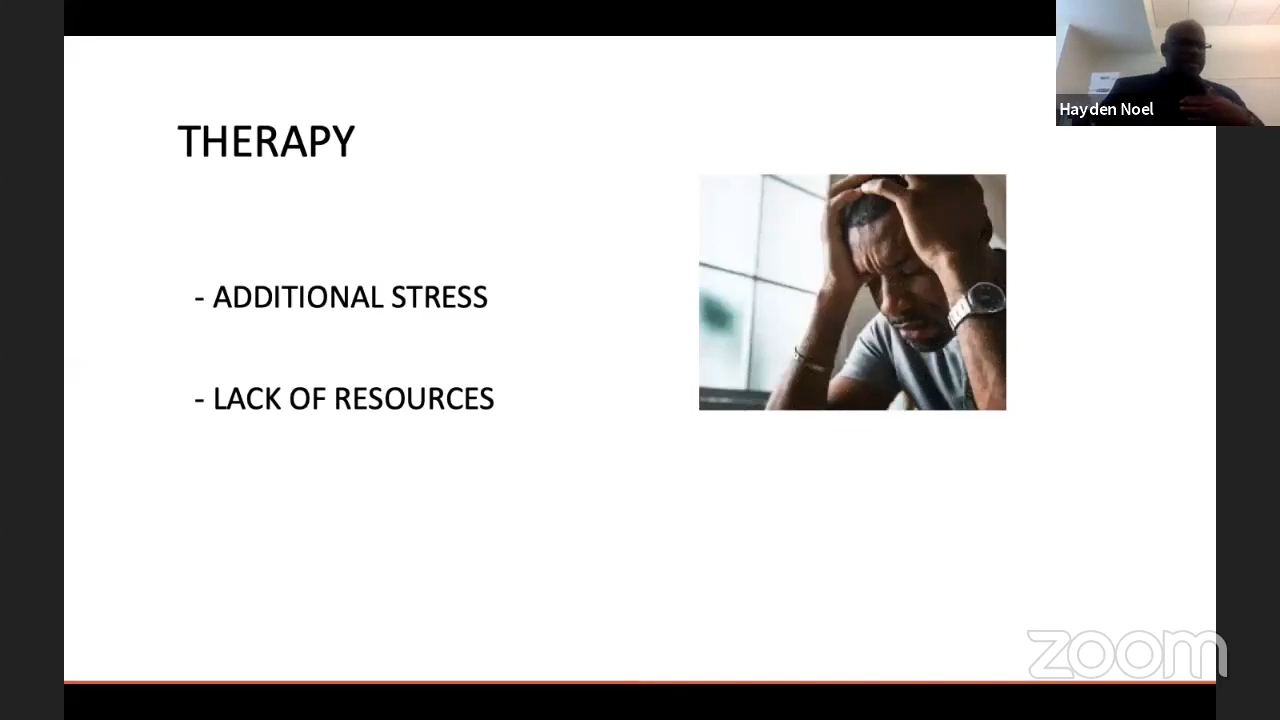 Hayden Noel
THERAPY
- ADDITIONAL STRESS
- LACK OF RESOURCES
zoom